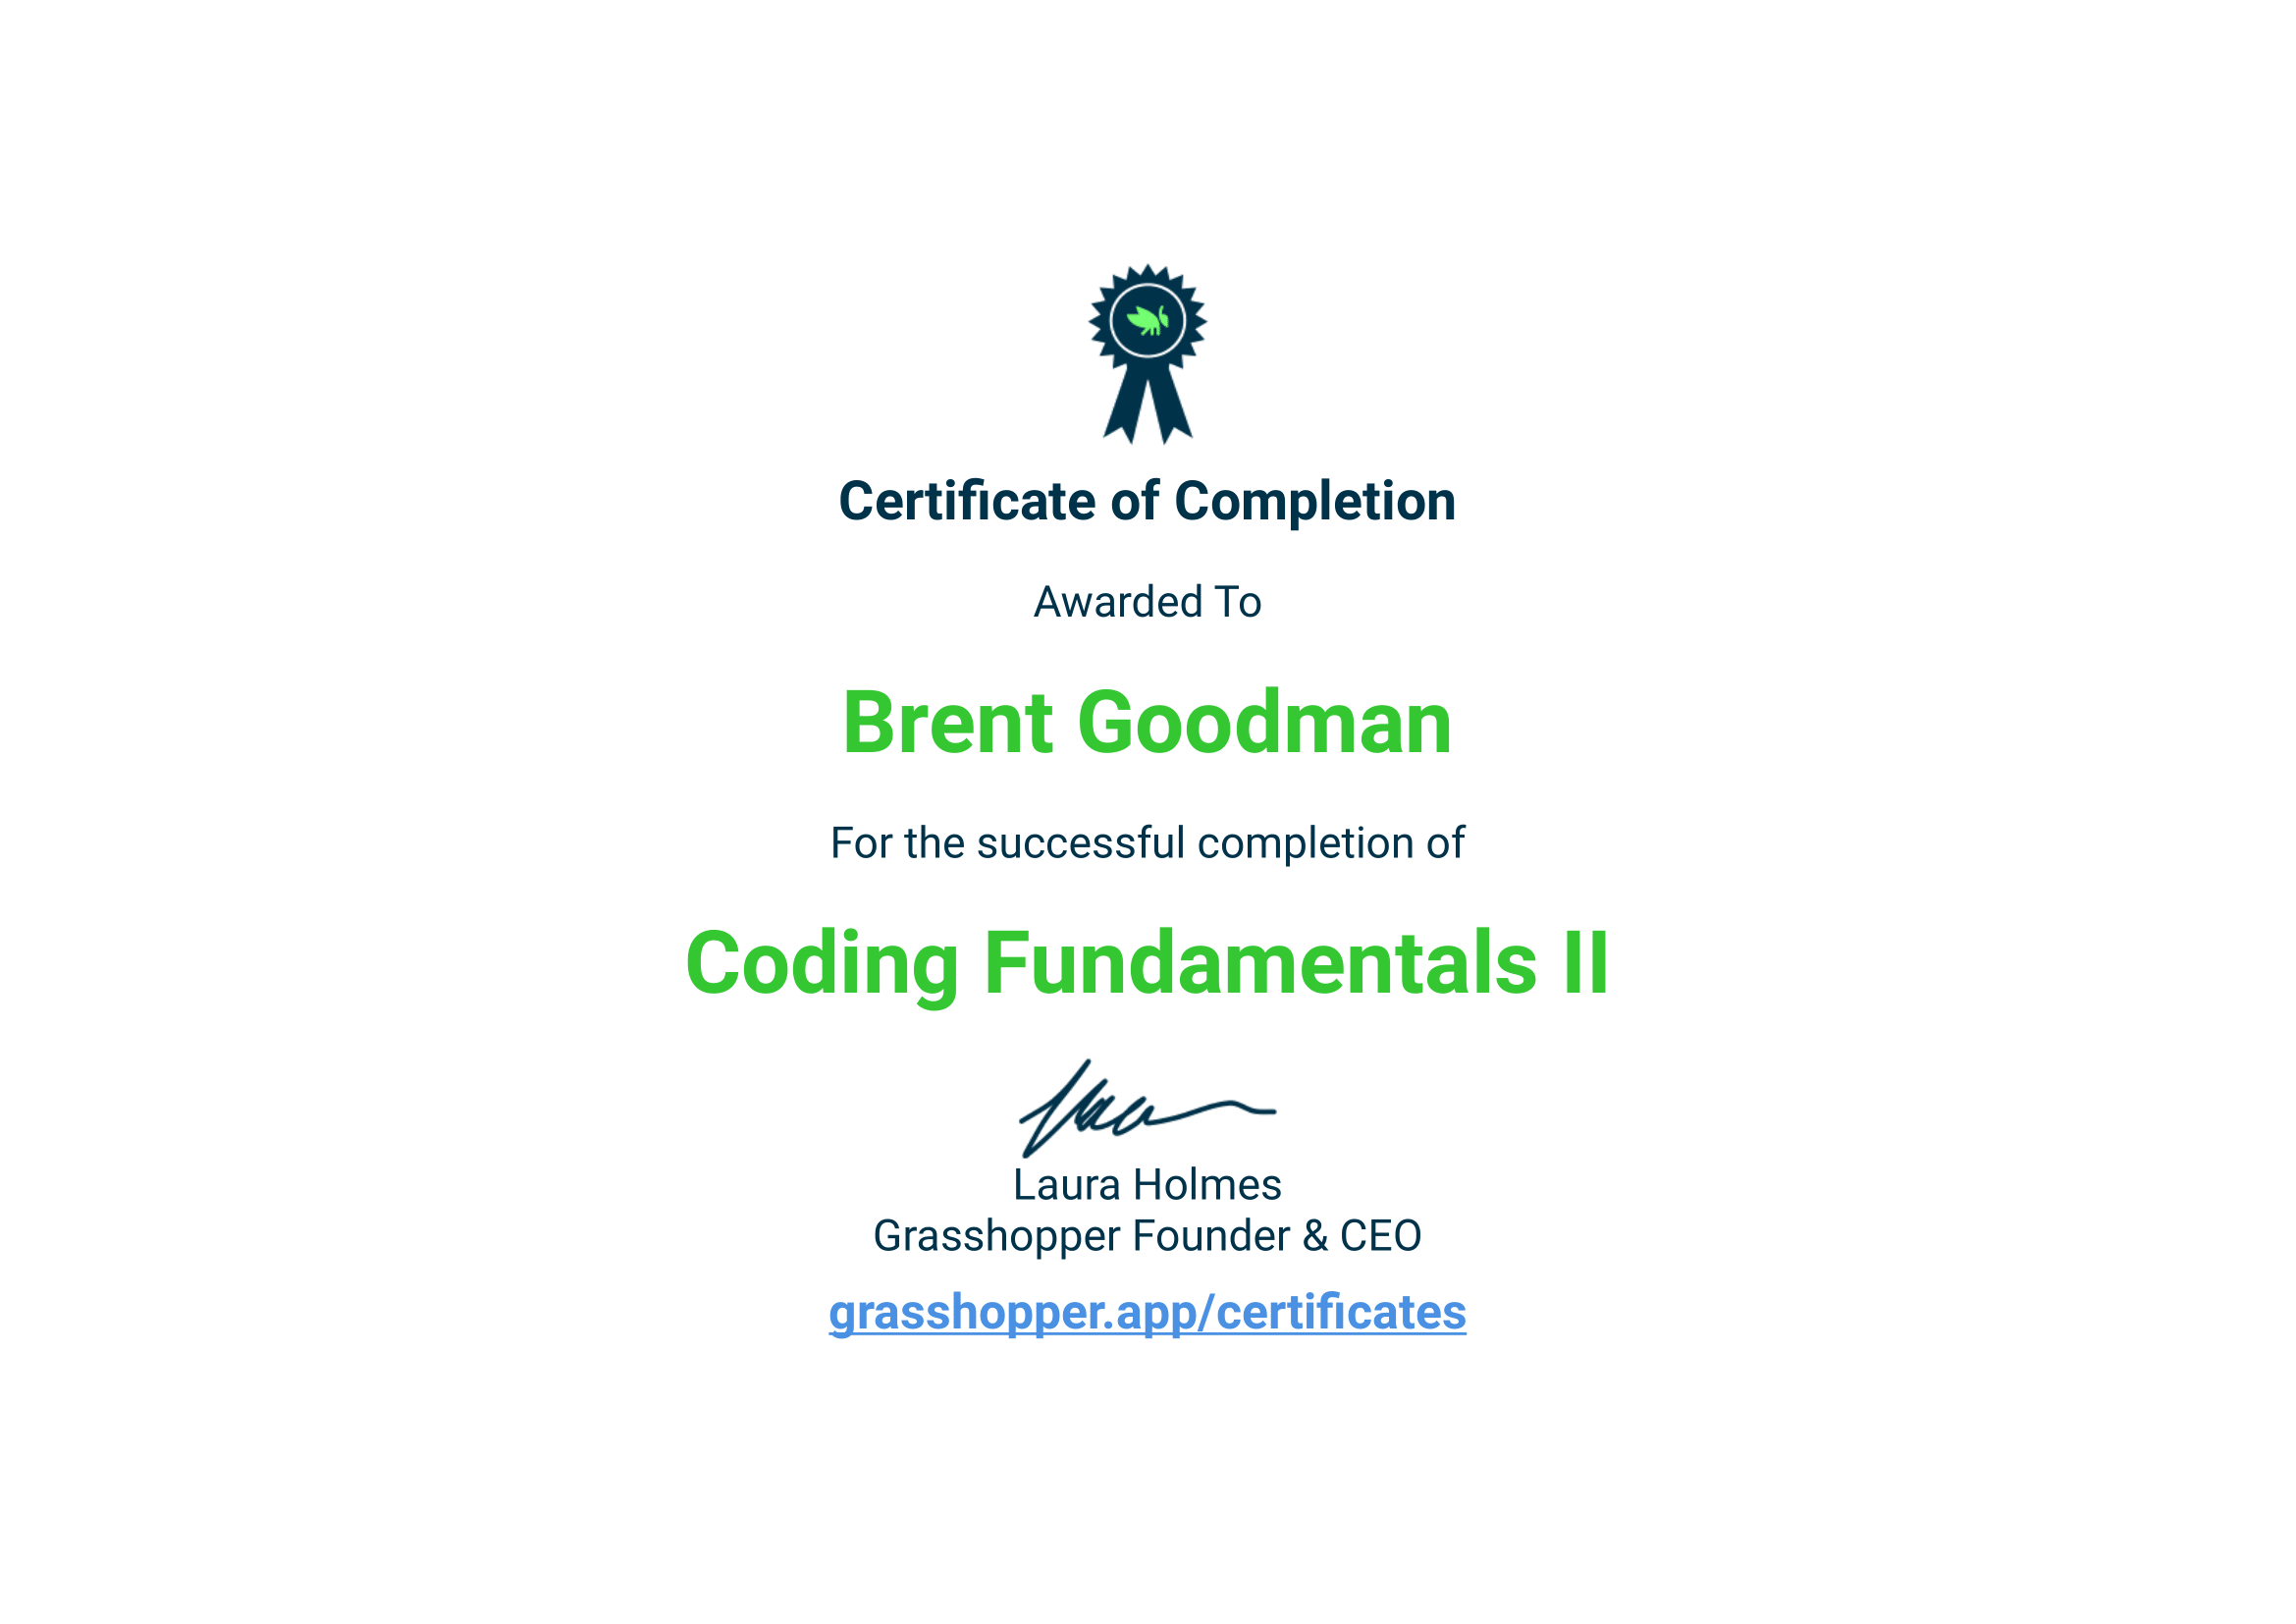 Certificate of Completion
Awarded To
Brent Goodman
For the successful completion of
Coding Fundamentals II
Laura Holmes
Grasshopper Founder & CEO
grasshopper.app/certificates